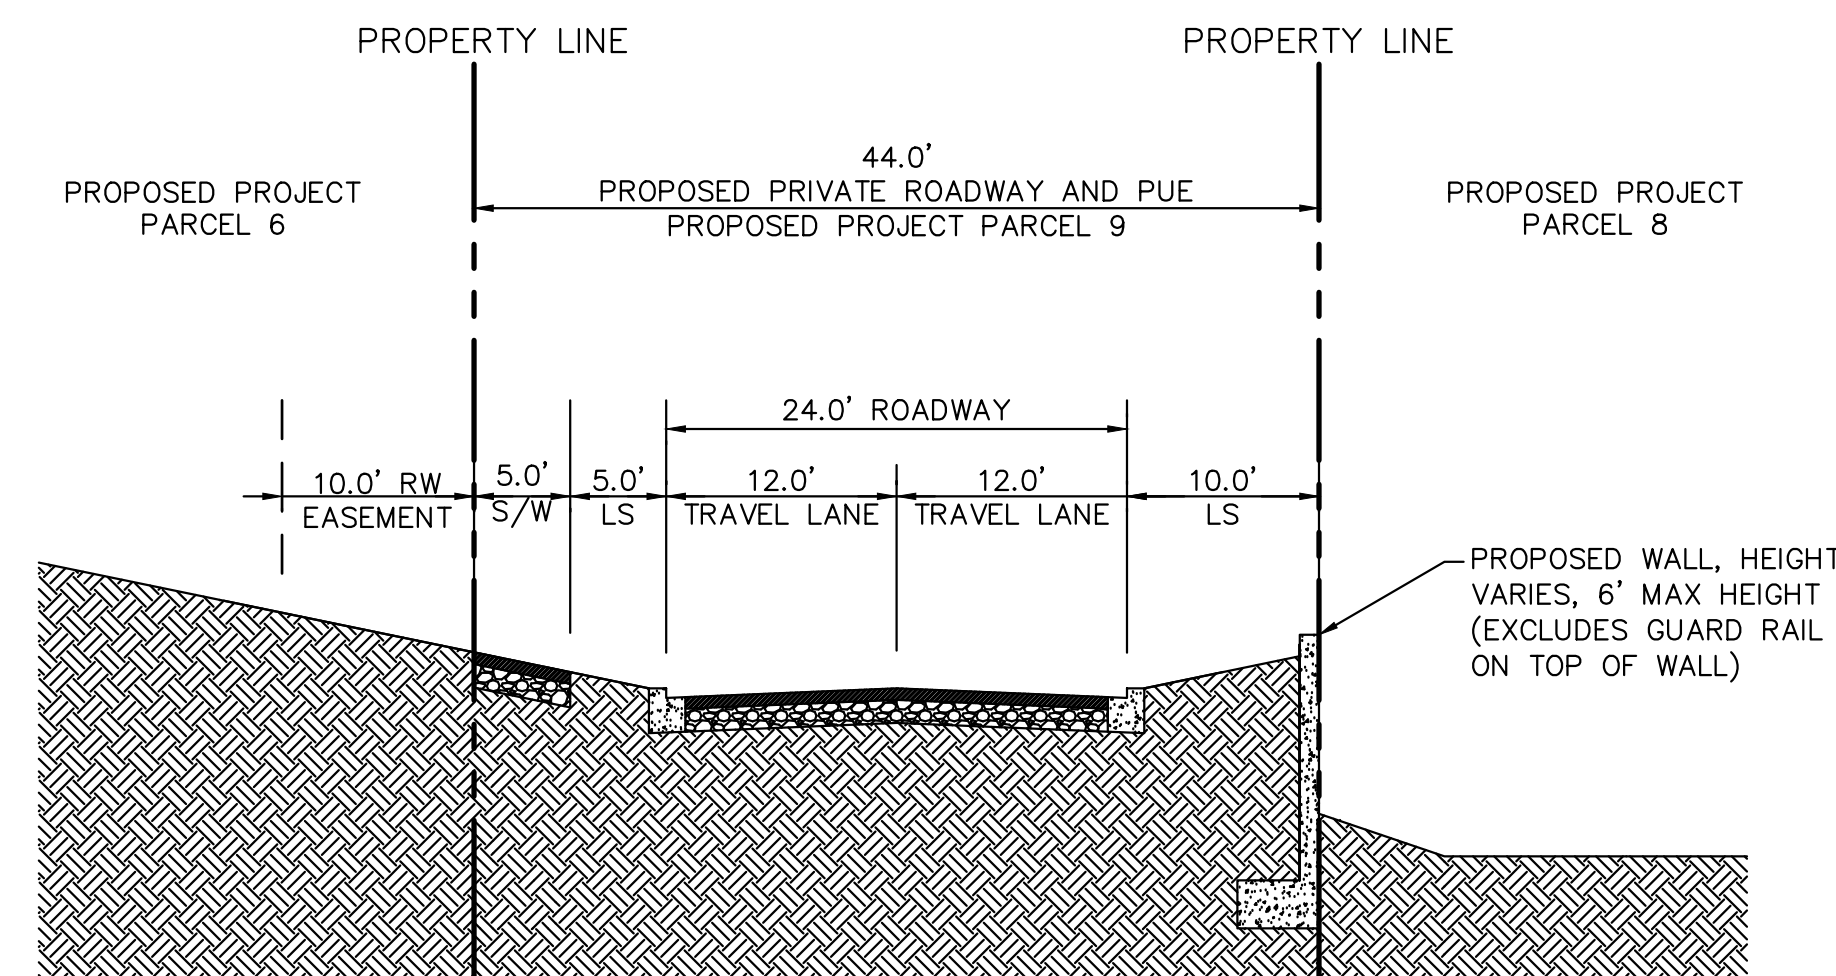 PROPERTY LINE
PROPERTY LINE
44.0'
PROPOSED PRIVATE ROADWAY AND PUE
PROPOSED PROJECT PARCEL 9
PROPOSED PROJECT
PARCEL 6
PROPOSED PROJECT
PARCEL 8
24.0' ROADWAY
10.0' RW
EASEMENT
5.0'
S/W
5.0'
LS
12.0'
TRAVEL LANE
12.0'
TRAVEL LANE
10.0'
LS
PROPOSED WALL, HEIGHT
VARIES, 6' MAX HEIGHT
(EXCLUDES GUARD RAIL
ON TOP OF WALL)